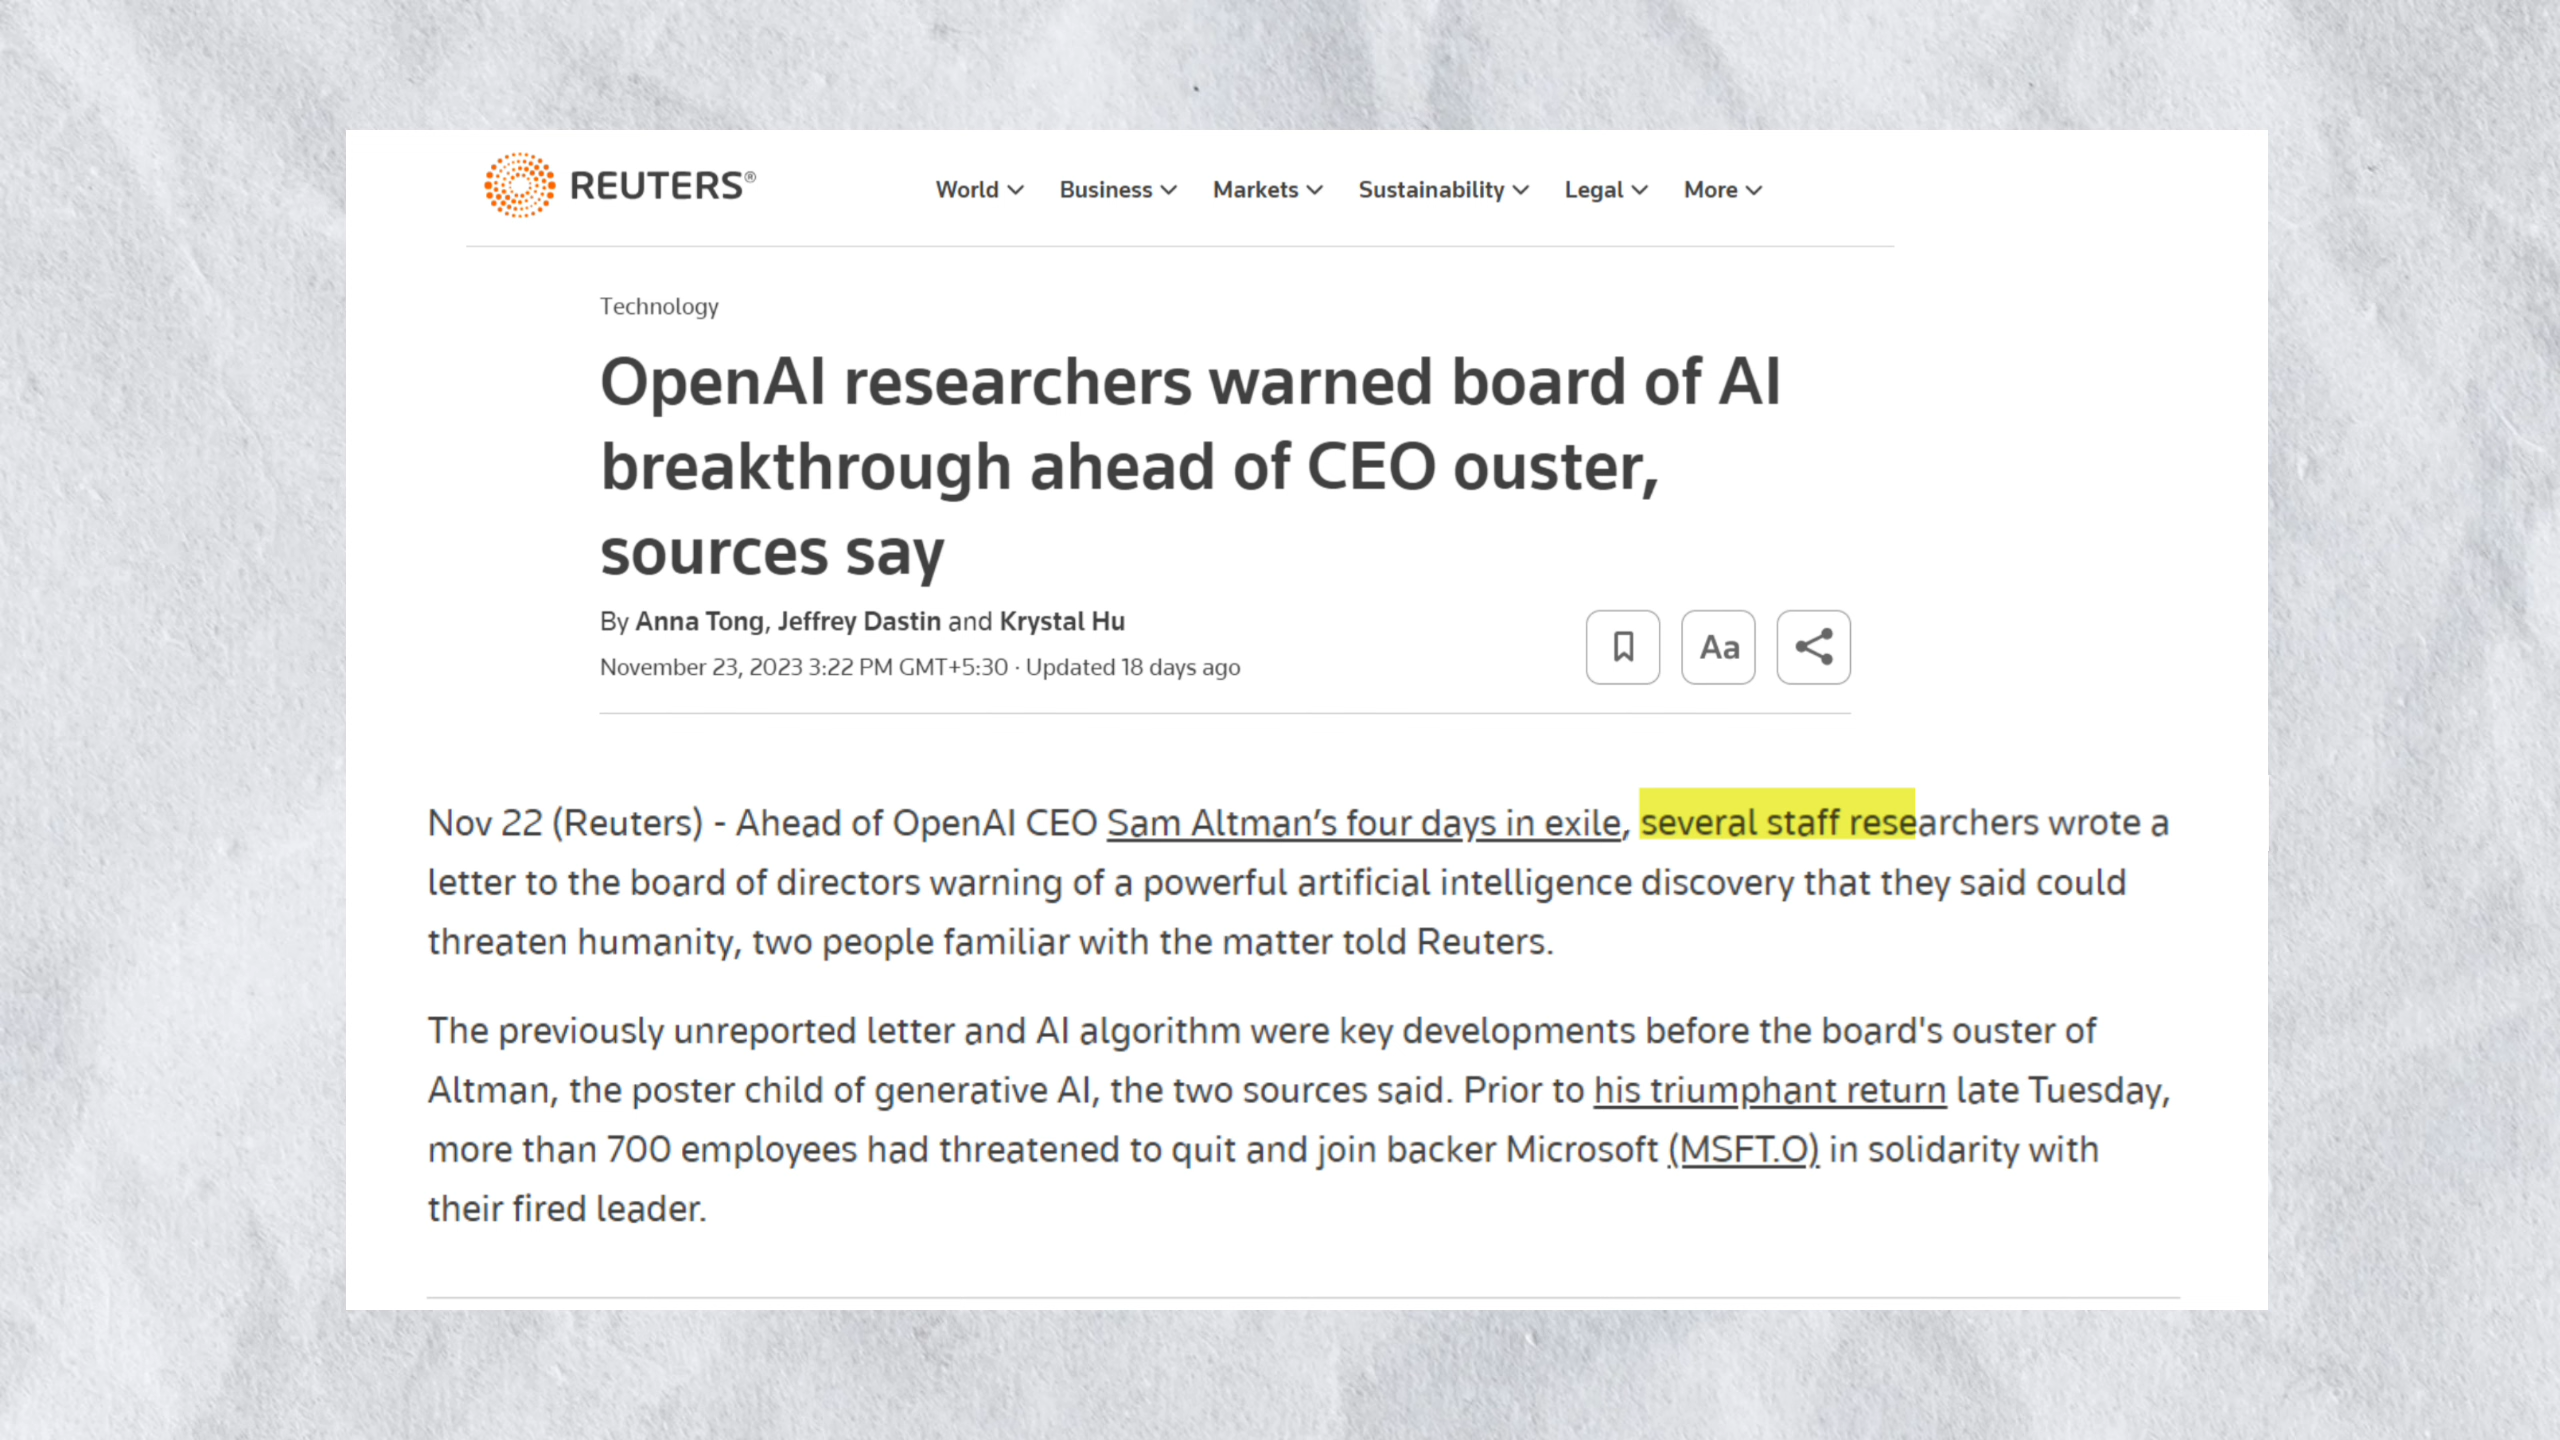 REUTERS®
World Business Markets Sustainability Legal More
Technology
OpenAI researchers warned board of AI
breakthrough ahead of CEO ouster,
sources say
By Anna Tong, Jeffrey Dastin and Krystal Hu
November 23, 2023 3:22 PM GMT+5:30 · Updated 18 days ago
Aa
Nov 22 (Reuters) - Ahead of OpenAI CEO Sam Altman’s four days in exile, several staff researchers wrote a
letter to the board of directors warning of a powerful artificial intelligence discovery that they said could
threaten humanity, two people familiar with the matter told Reuters.
The previously unreported letter and AI algorithm were key developments before the board's ouster of
Altman, the poster child of generative AI, the two sources said. Prior to his triumphant return late Tuesday,
more than 700 employees had threatened to quit and join backer Microsoft (MSFT.O) in solidarity with
their fired leader.